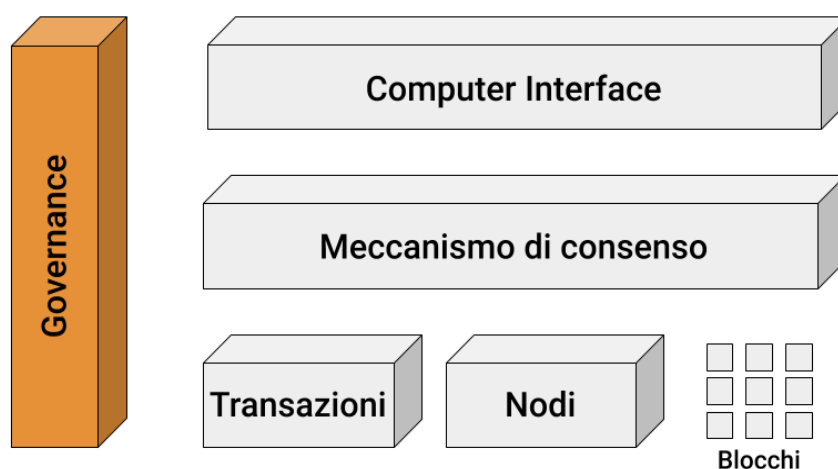 Governance
Computer Interface
Meccanismo di consenso
Transazioni
Nodi
Blocchi